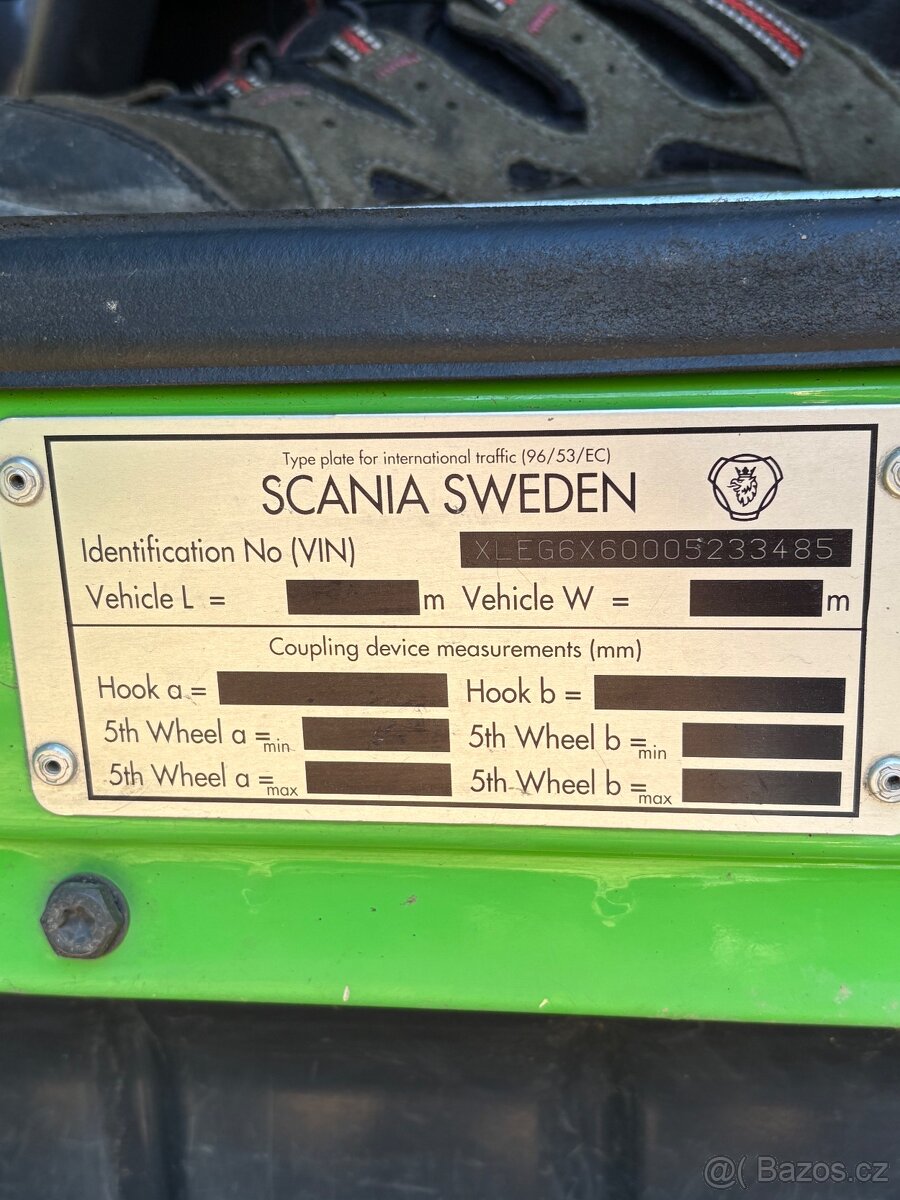 Type plate for international traffic (96/53/EC)
SCANIA SWEDEN
Identification No (VIN) XLEG6X60005233485
Vehicle L = m Vehicle W = m
Coupling device measurements (mm)
Hook a = Hook b =
5th Wheel a =min 5th Wheel b =min
5th Wheel a =max 5th Wheel b =max
@( Bazos.cz